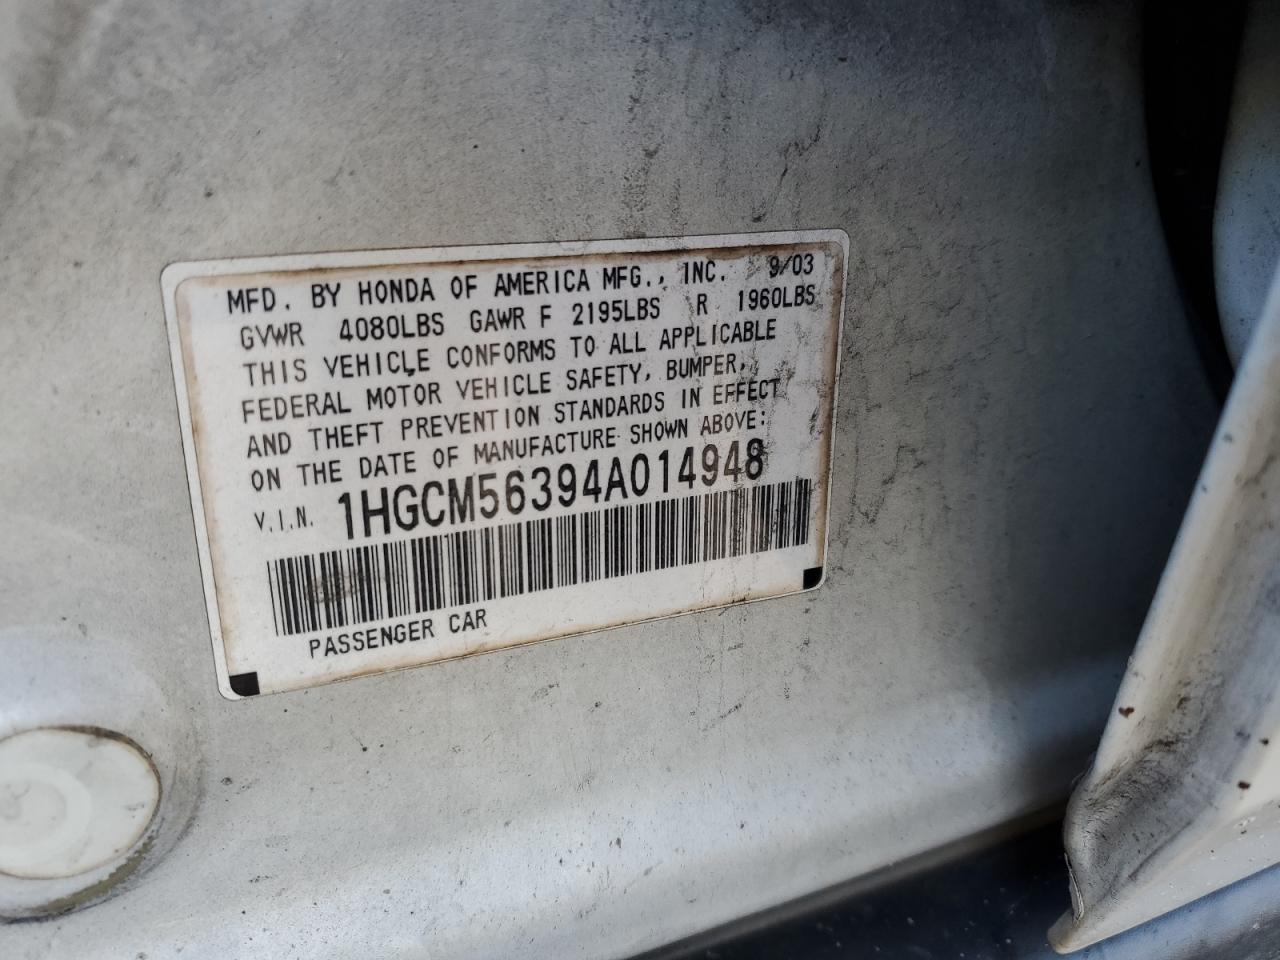 MFD. BY HONDA OF AMERICA MFG., INC. 9/03
GVWR 4080LBS GAWR F 2195LBS R 1960LBS
THIS VEHICLE CONFORMS TO ALL APPLICABLE
FEDERAL MOTOR VEHICLE SAFETY, BUMPER,
AND THEFT PREVENTION STANDARDS IN EFFECT
ON THE DATE OF MANUFACTURE SHOWN ABOVE:
V.I.N. 1HGCM56394A014948
PASSENGER CAR